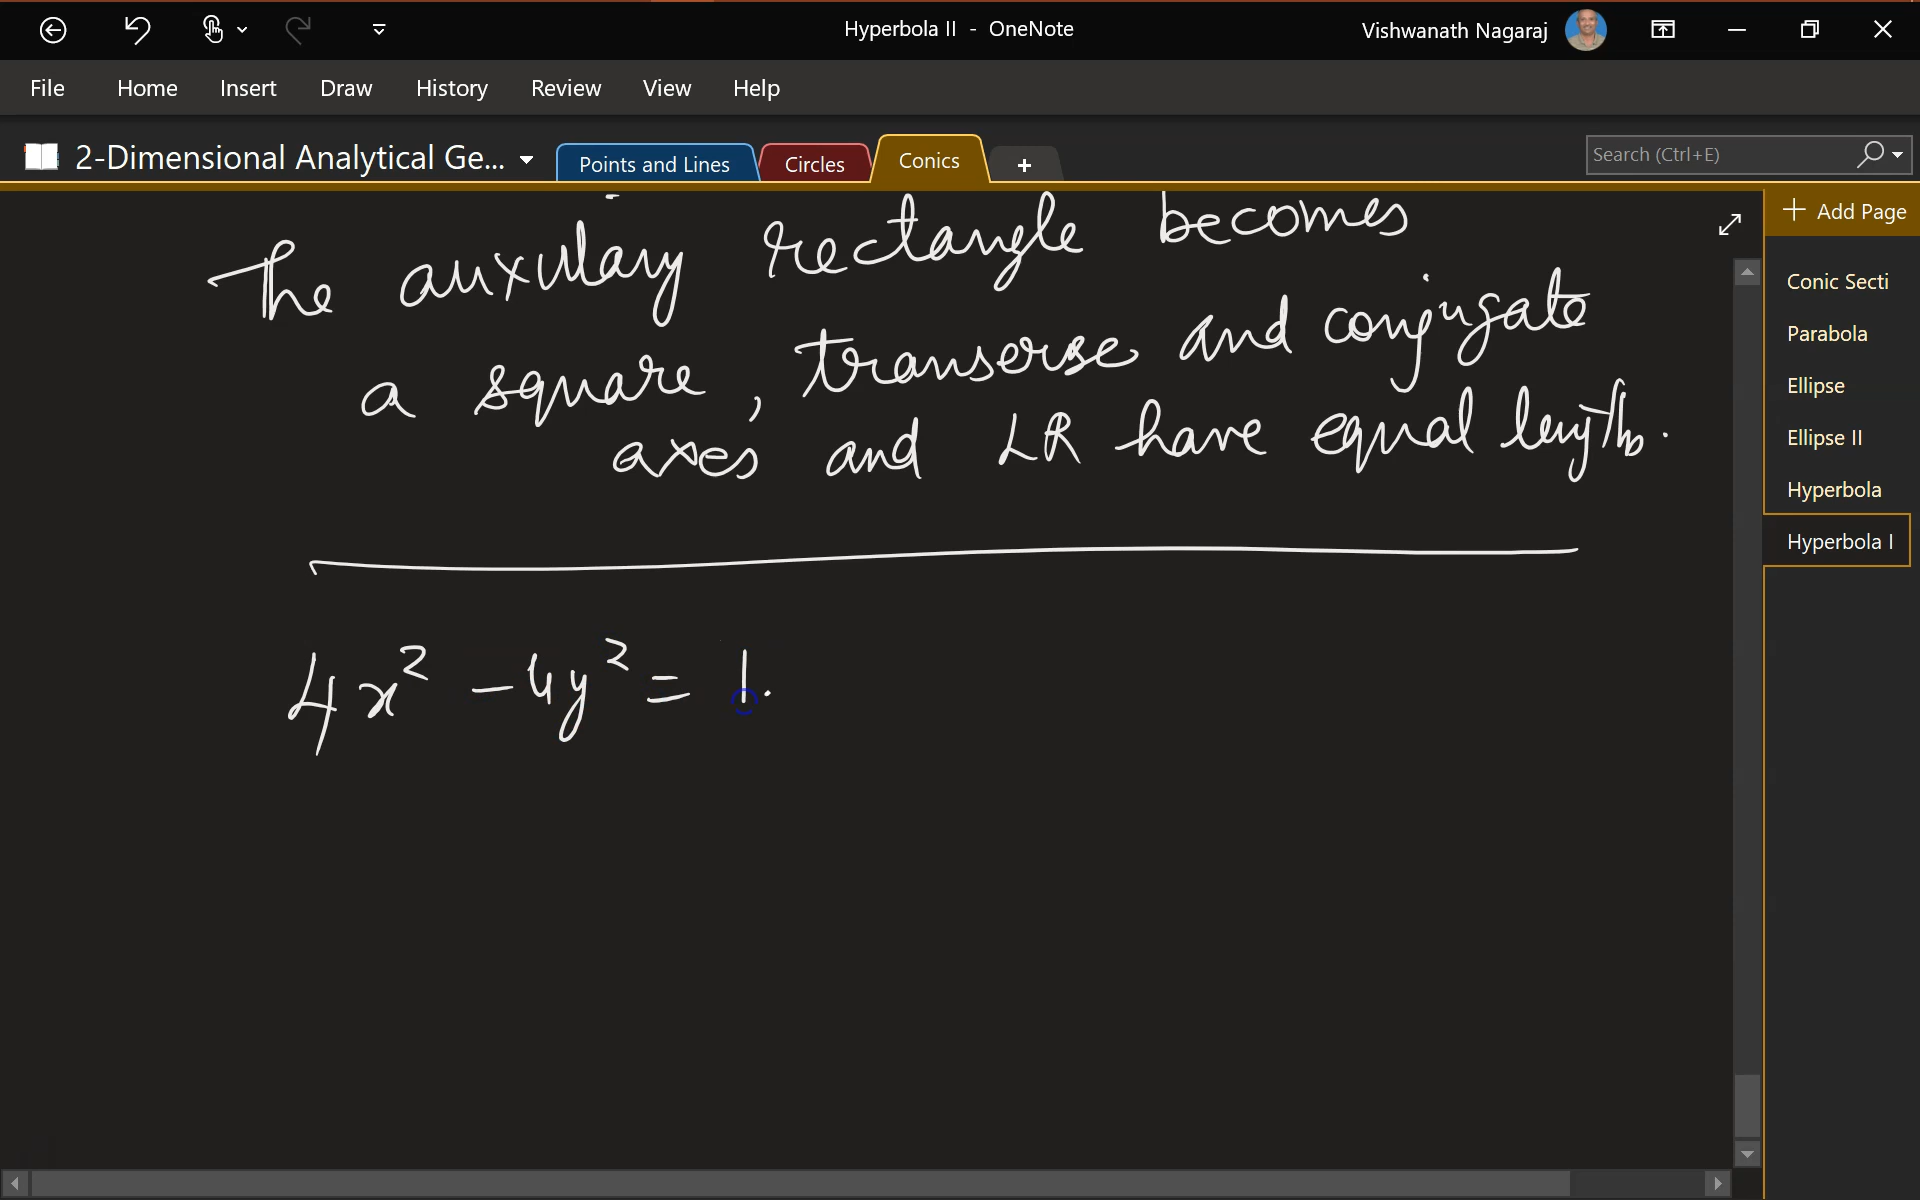 Hyperbola II - OneNote
Vishwanath Nagaraj
File Home Insert Draw History Review View Help
2-Dimensional Analytical Ge...
Points and Lines
Circles
Conics
+
Search (Ctrl+E)
The auxulary rectangle becomes
a square, transerse and conjugate
axes and LR have equal length.
4x² - 4y² = 1.
+ Add Page
Conic Secti
Parabola
Ellipse
Ellipse II
Hyperbola
Hyperbola I